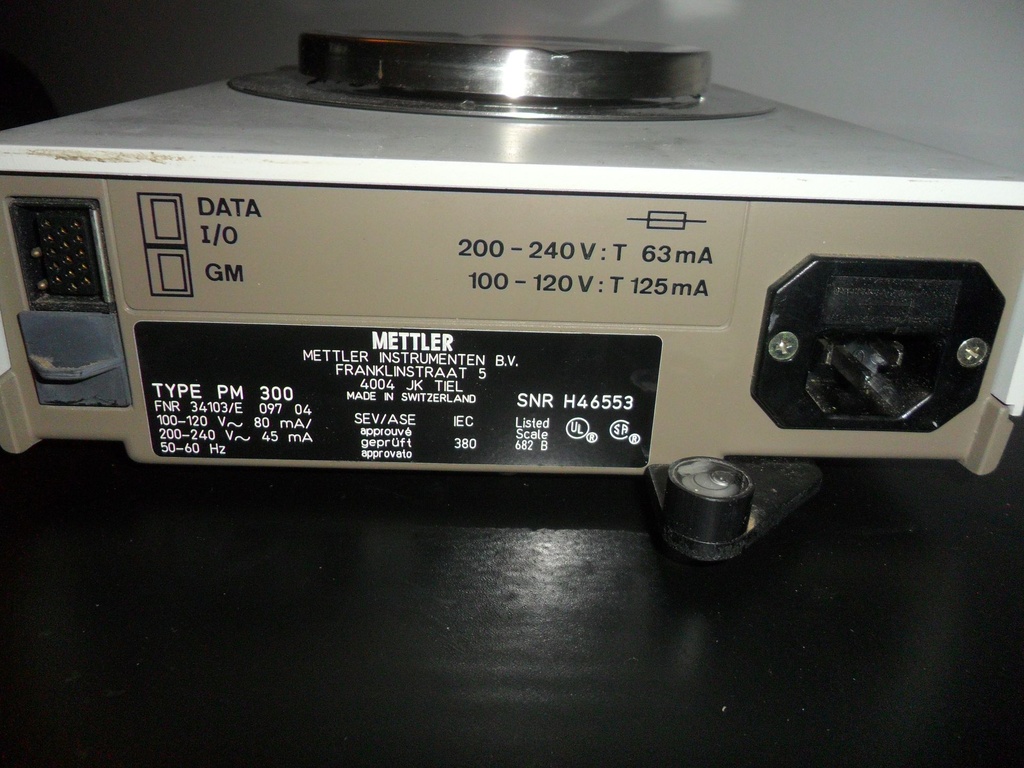 DATA
I/O
GM
200-240V: T 63mA
100-120V: T 125mA
METTLER
METTLER INSTRUMENTEN B.V.
FRANKLINSTRAAT 5
4004 JK TIEL
MADE IN SWITZERLAND
TYPE PM 300
FNR 34103/E 097 04
100-120 V~ 80 mA/
200-240 V~ 45 mA
50-60 Hz
SEV/ASE IEC
approuvé
geprüft 380
approvato
SNR H46553
Listed
Scale
682 B
UL ®
SA ®